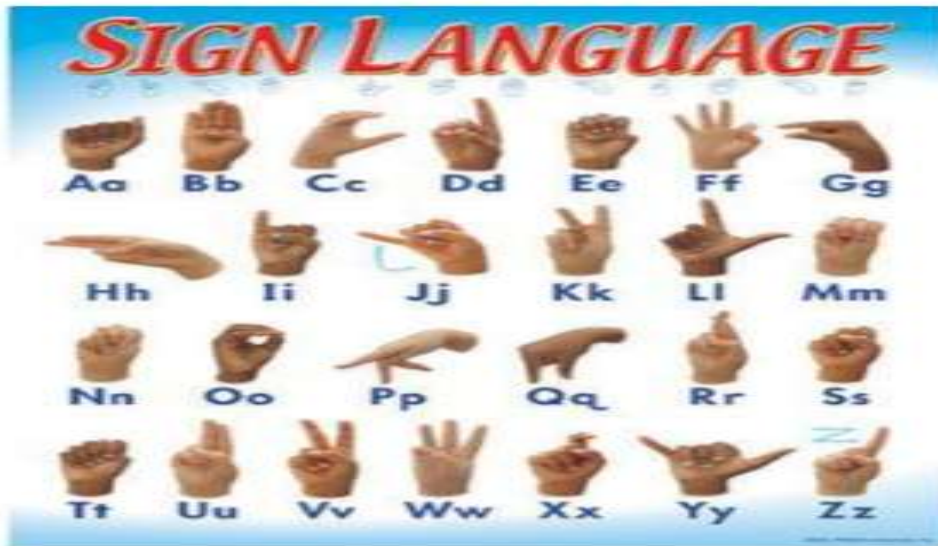 SIGN LANGUAGE
Aa Bb Cc Dd Ee Ff Gg
Hh Ii Jj Kk Ll Mm
Nn Oo Pp Qq Rr Ss
Tt Uu Vv Ww Xx Yy Zz